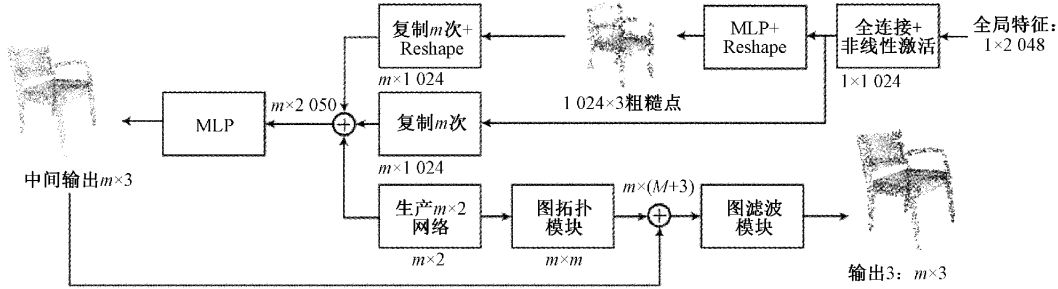 复制m次+
Reshape
m×1 024
1 024×3粗糙点
MLP+
Reshape
全连接+
非线性激活
1×1 024
全局特征：
1×2 048
m×2 050
MLP
复制m次
m×1 024
中间输出m×3
生产m×2
网络
m×2
图拓扑
模块
m×m
m×(M+3)
图滤波
模块
输出3：m×3